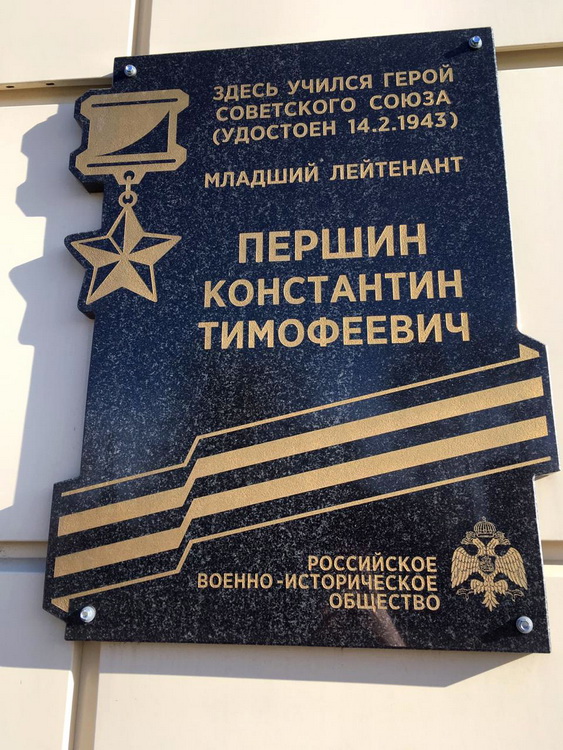 ЗДЕСЬ УЧИЛСЯ ГЕРОЙ
СОВЕТСКОГО СОЮЗА
(УДОСТОЕН 14.2.1943)
МЛАДШИЙ ЛЕЙТЕНАНТ
ПЕРШИН
КОНСТАНТИН
ТИМОФЕЕВИЧ
РОССИЙСКОЕ
ВОЕННО-ИСТОРИЧЕСКОЕ
ОБЩЕСТВО